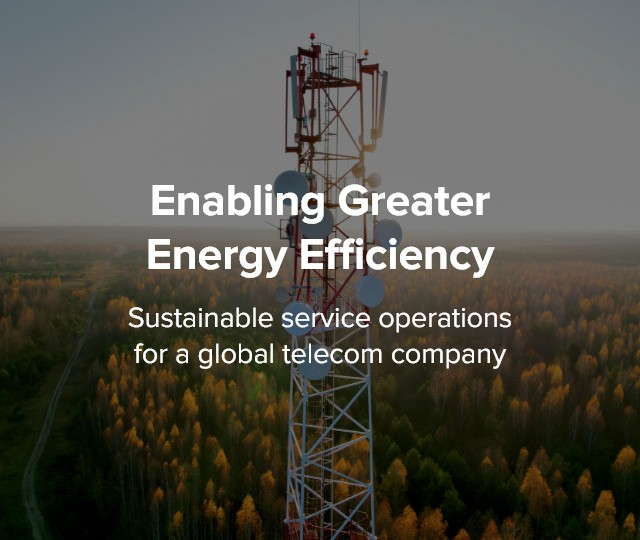 Enabling Greater
Energy Efficiency
Sustainable service operations
for a global telecom company